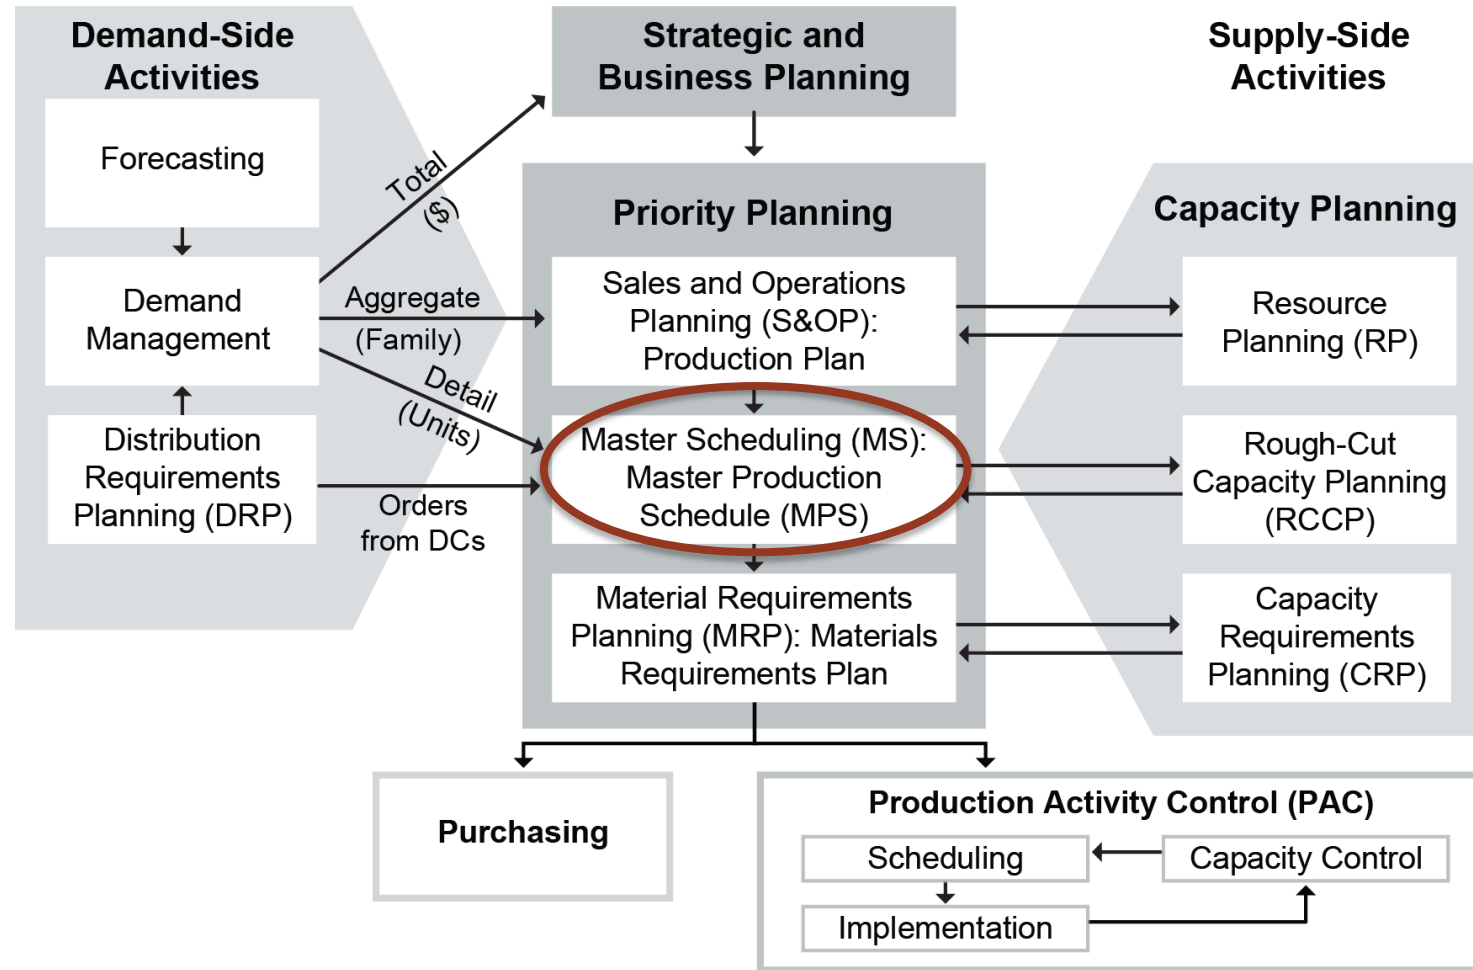 Demand-Side
Activities
Forecasting
Demand
Management
Distribution
Requirements
Planning (DRP)
Total
($)
Aggregate
(Family)
Detail
(Units)
Orders
from DCs
Strategic and
Business Planning
Priority Planning
Sales and Operations
Planning (S&OP):
Production Plan
Master Scheduling (MS):
Master Production
Schedule (MPS)
Material Requirements
Planning (MRP): Materials
Requirements Plan
Supply-Side
Activities
Capacity Planning
Resource
Planning (RP)
Rough-Cut
Capacity Planning
(RCCP)
Capacity
Requirements
Planning (CRP)
Purchasing
Production Activity Control (PAC)
Scheduling
Capacity Control
Implementation